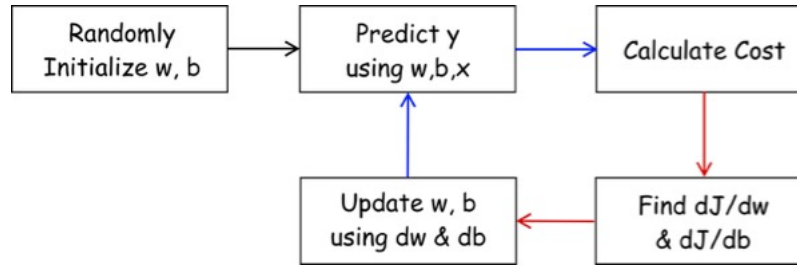 Randomly
Initialize w, b
Predict y
using w,b,x
Calculate Cost
Update w, b
using dw & db
Find dJ/dw
& dJ/db